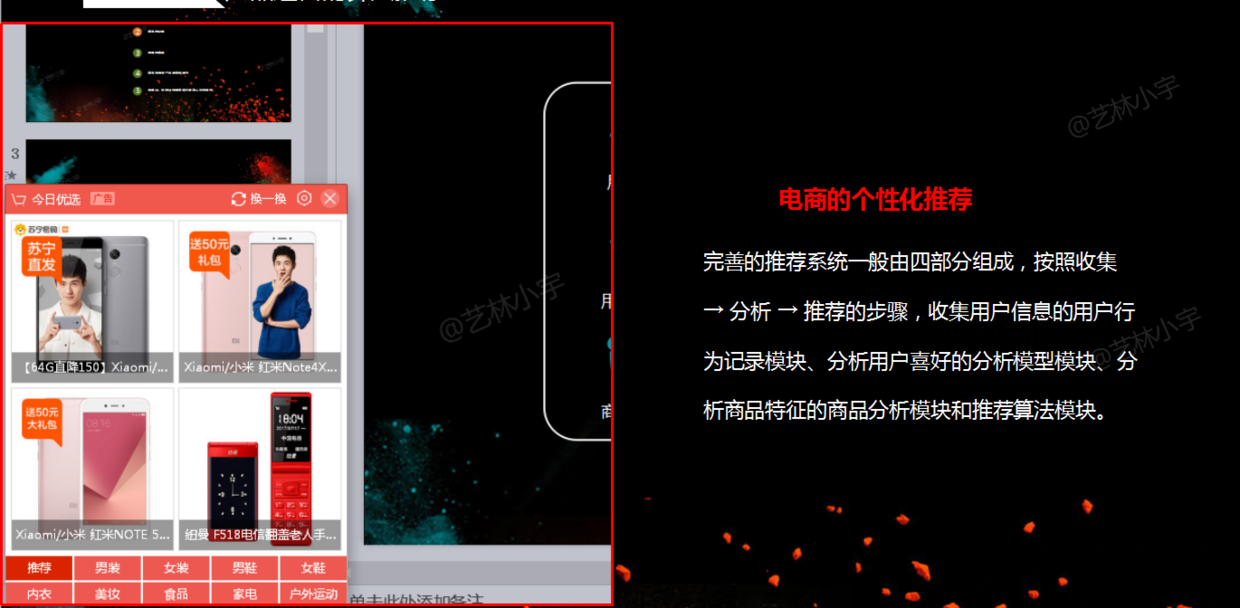 3
今日优选 广告 换一换
苏宁易购
苏宁
直发
送50元
礼包
【64G直降150】Xiaomi/...
Xiaomi/小米 红米Note4X...
送50元
大礼包
08:16
18:04
中国电信
Xiaomi/小米 红米NOTE 5...
纽曼 F518电信翻盖老人手...
推荐 男装 女装 男鞋 女鞋
内衣 美妆 食品 家电 户外运动
单击此处添加备注
用
商
@艺林小宇
@艺林小宇
电商的个性化推荐
完善的推荐系统一般由四部分组成，按照收集
→ 分析 → 推荐的步骤，收集用户信息的用户行
为记录模块、分析用户喜好的分析模型模块、分
析商品特征的商品分析模块和推荐算法模块。
@艺林小宇